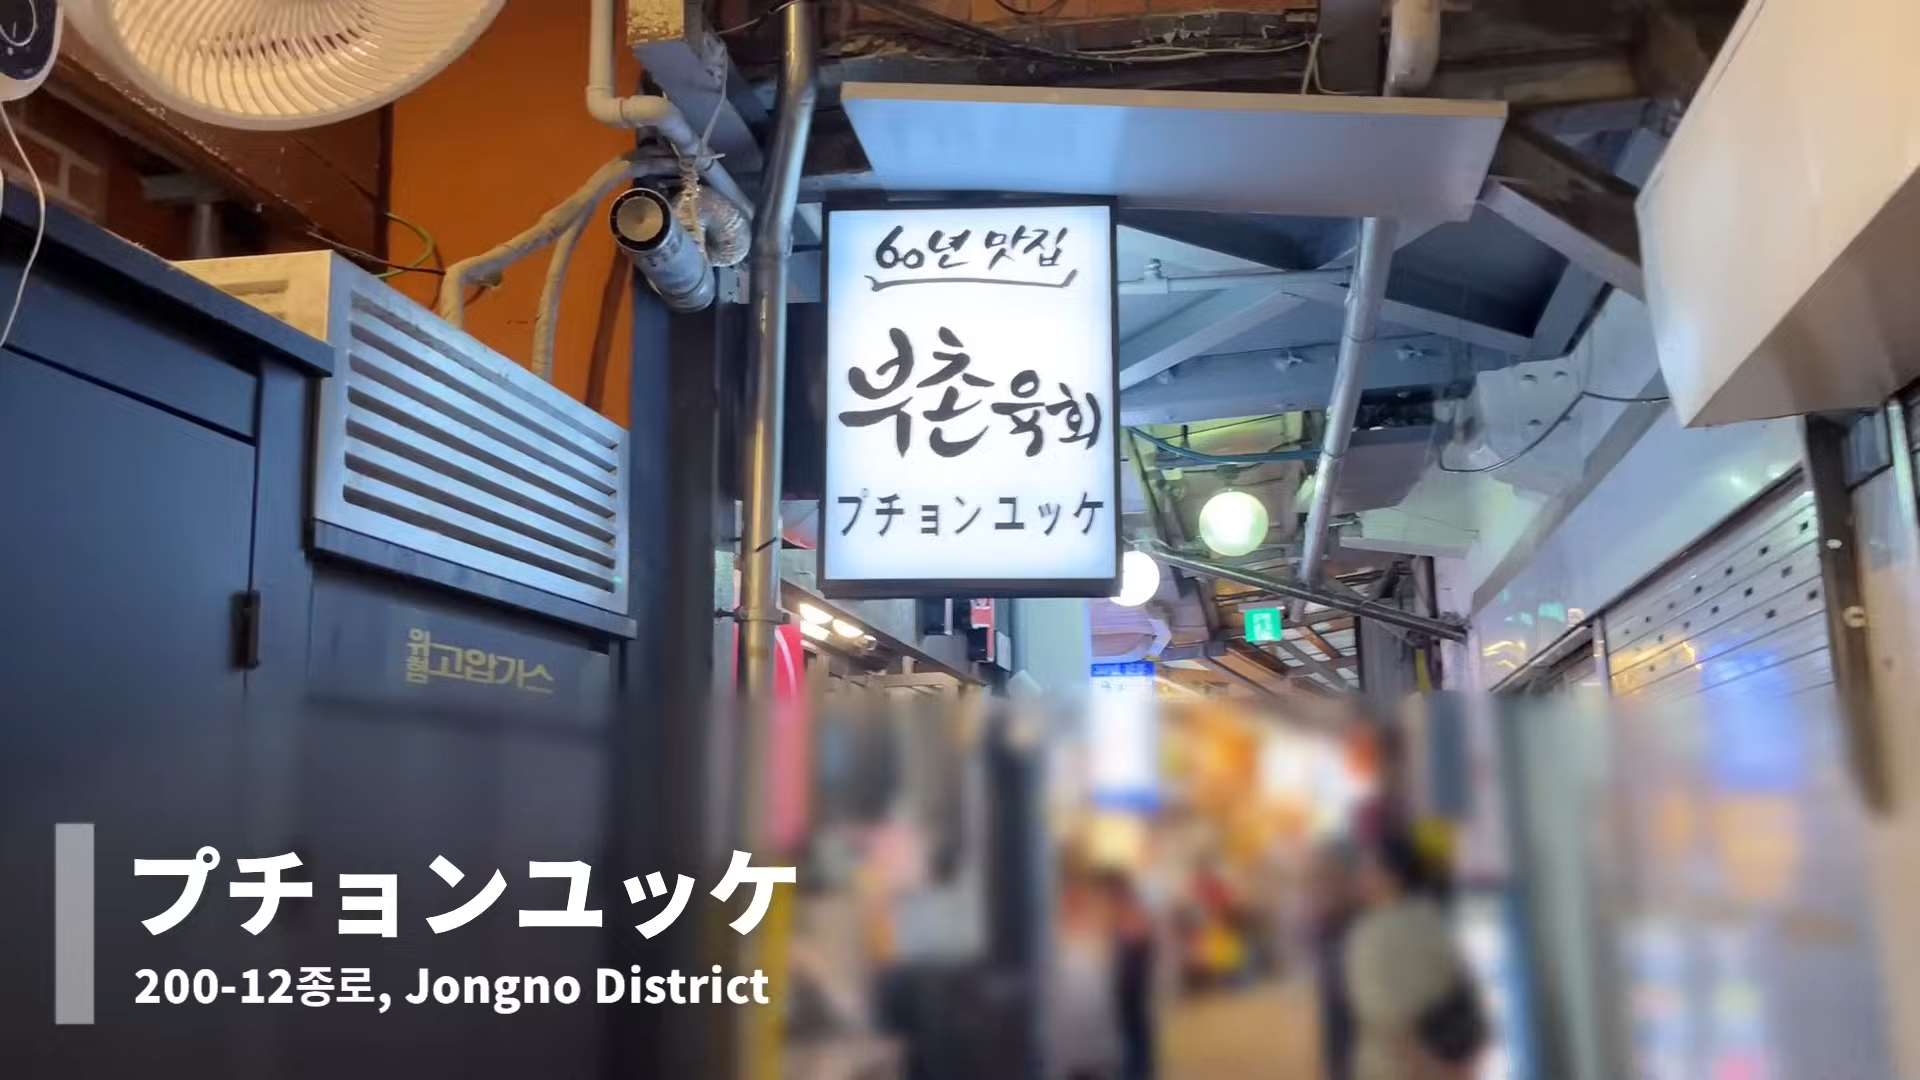 60년 맛집
부촌육회
プチョンユッケ
위험고압가스
プチョンユッケ
200-12종로, Jongno District